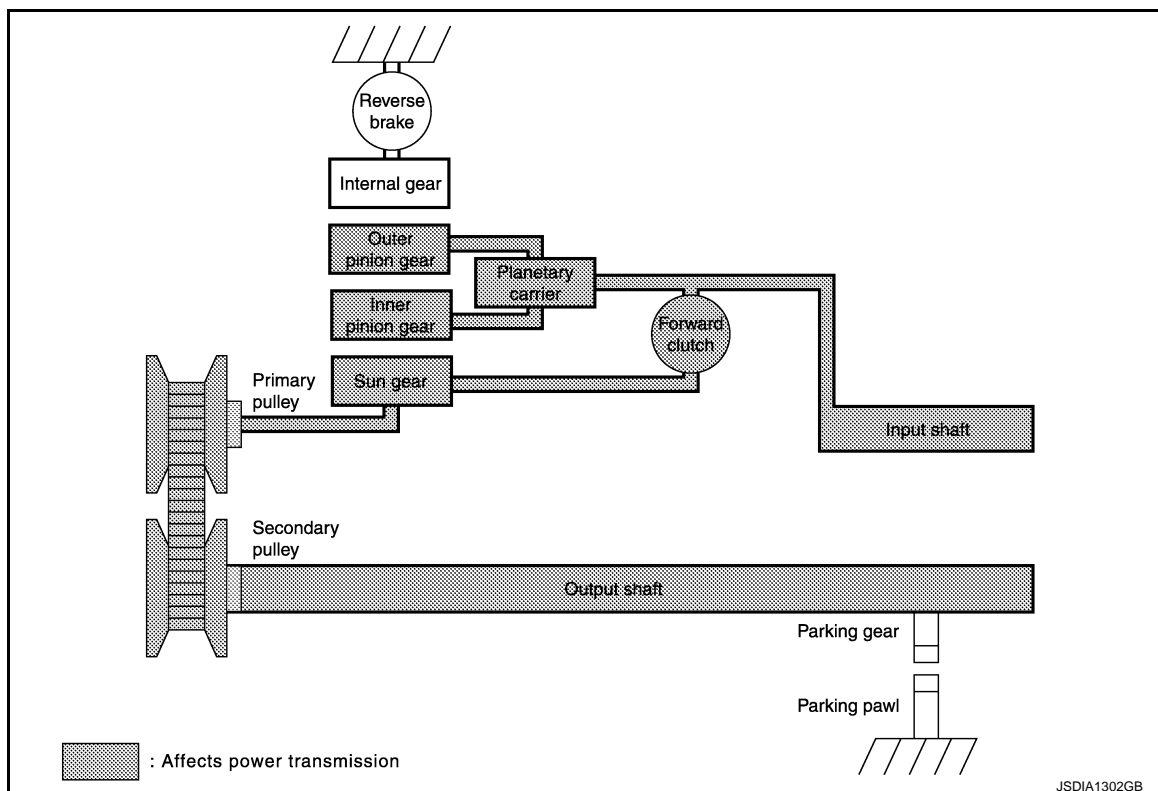 Reverse
brake
Internal gear
Outer
pinion gear
Planetary
carrier
Inner
pinion gear
Forward
clutch
Sun gear
Primary
pulley
Input shaft
Secondary
pulley
Output shaft
Parking gear
Parking pawl
: Affects power transmission
JSDIA1302GB